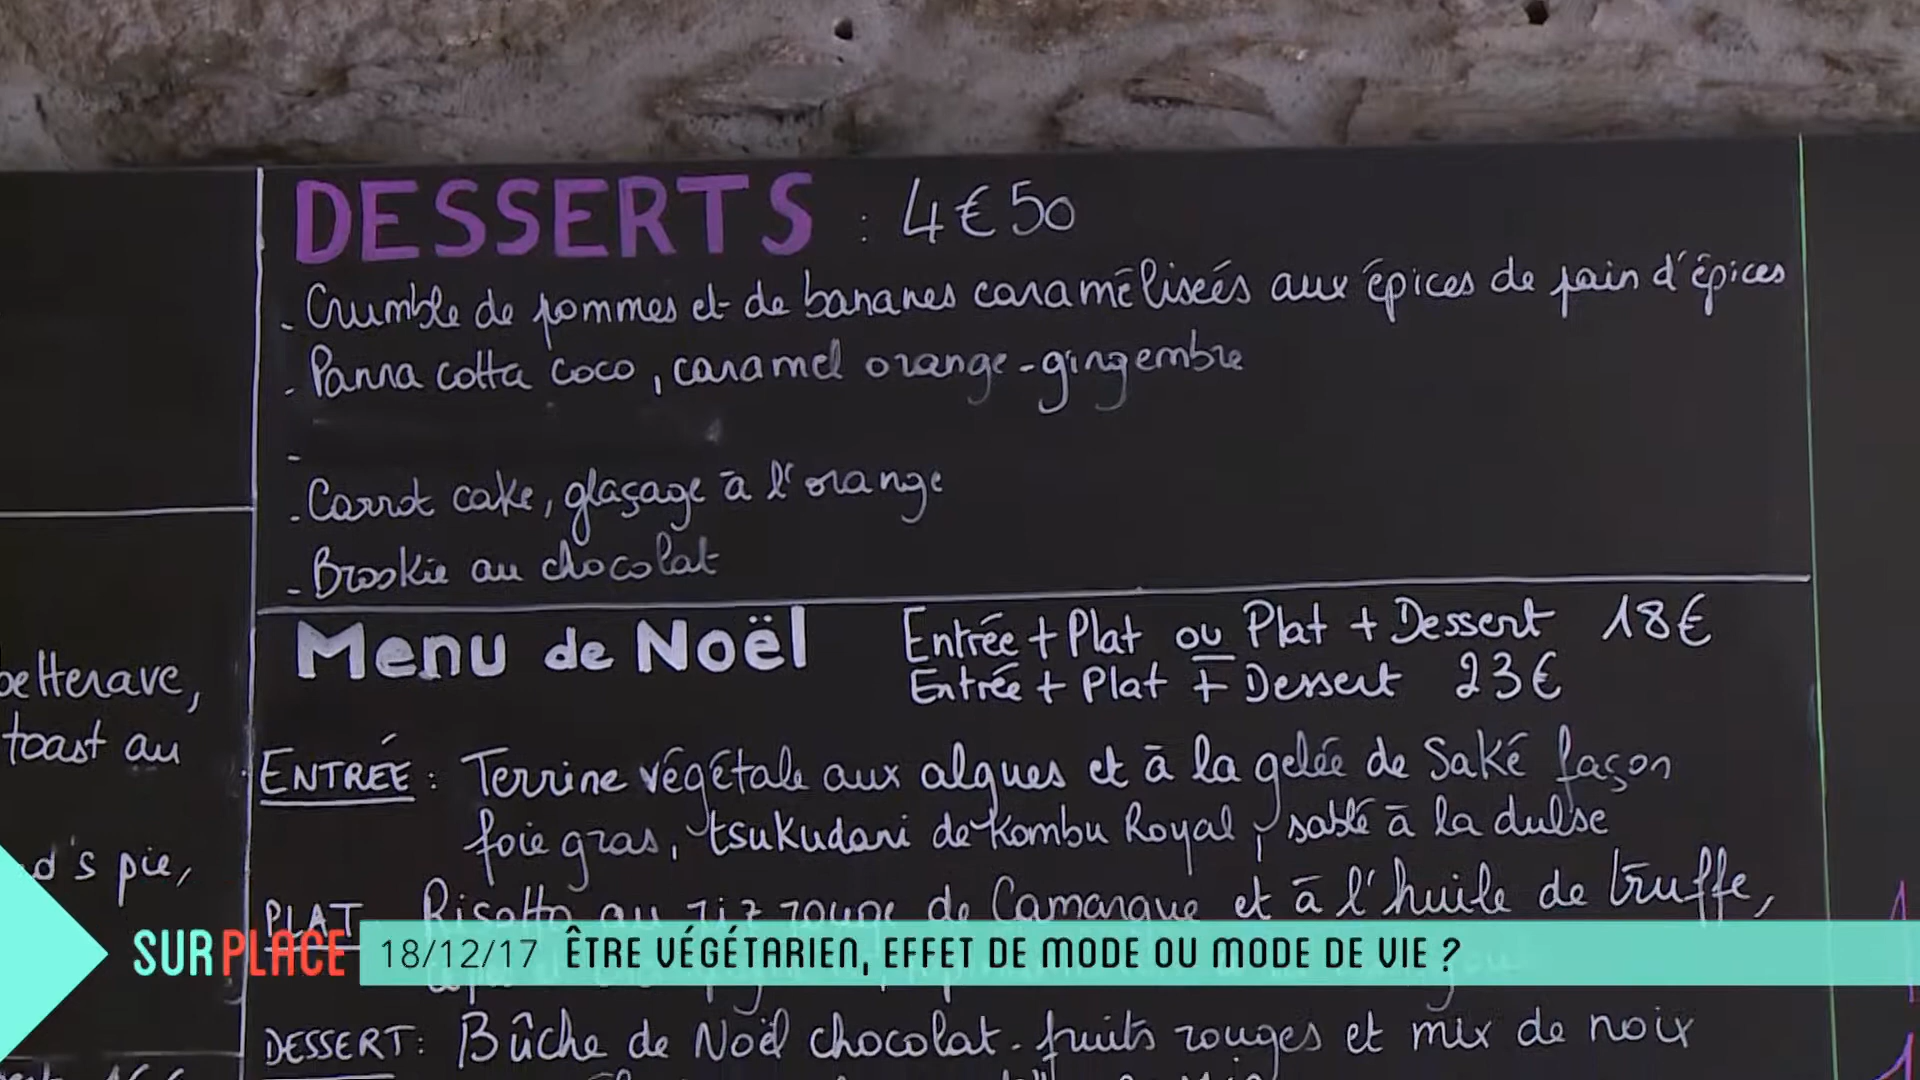 DESSERTS : 4€50
- Crumble de pommes et de bananes caramélisées aux épices de pain d'épices
- Panna cotta coco, caramel orange-gingembre
-
- Carrot cake, glaçage à l'orange
- Brookie au chocolat
Menu de Noël
Entrée + Plat ou Plat + Dessert 18€
Entrée + Plat + Dessert 23€
ENTRÉE : Terrine végétale aux algues et à la gelée de Saké façon
foie gras, tsukudani de Kombu Royal, sablé à la dulse
PLAT Risotto au riz rouge de Camargue et à l'huile de truffe,
DESSERT : Bûche de Noël chocolat - fruits rouges et mix de noix
betterave,
toast au
d's pie,
SUR PLACE 18/12/17 ÊTRE VÉGÉTARIEN, EFFET DE MODE OU MODE DE VIE ?